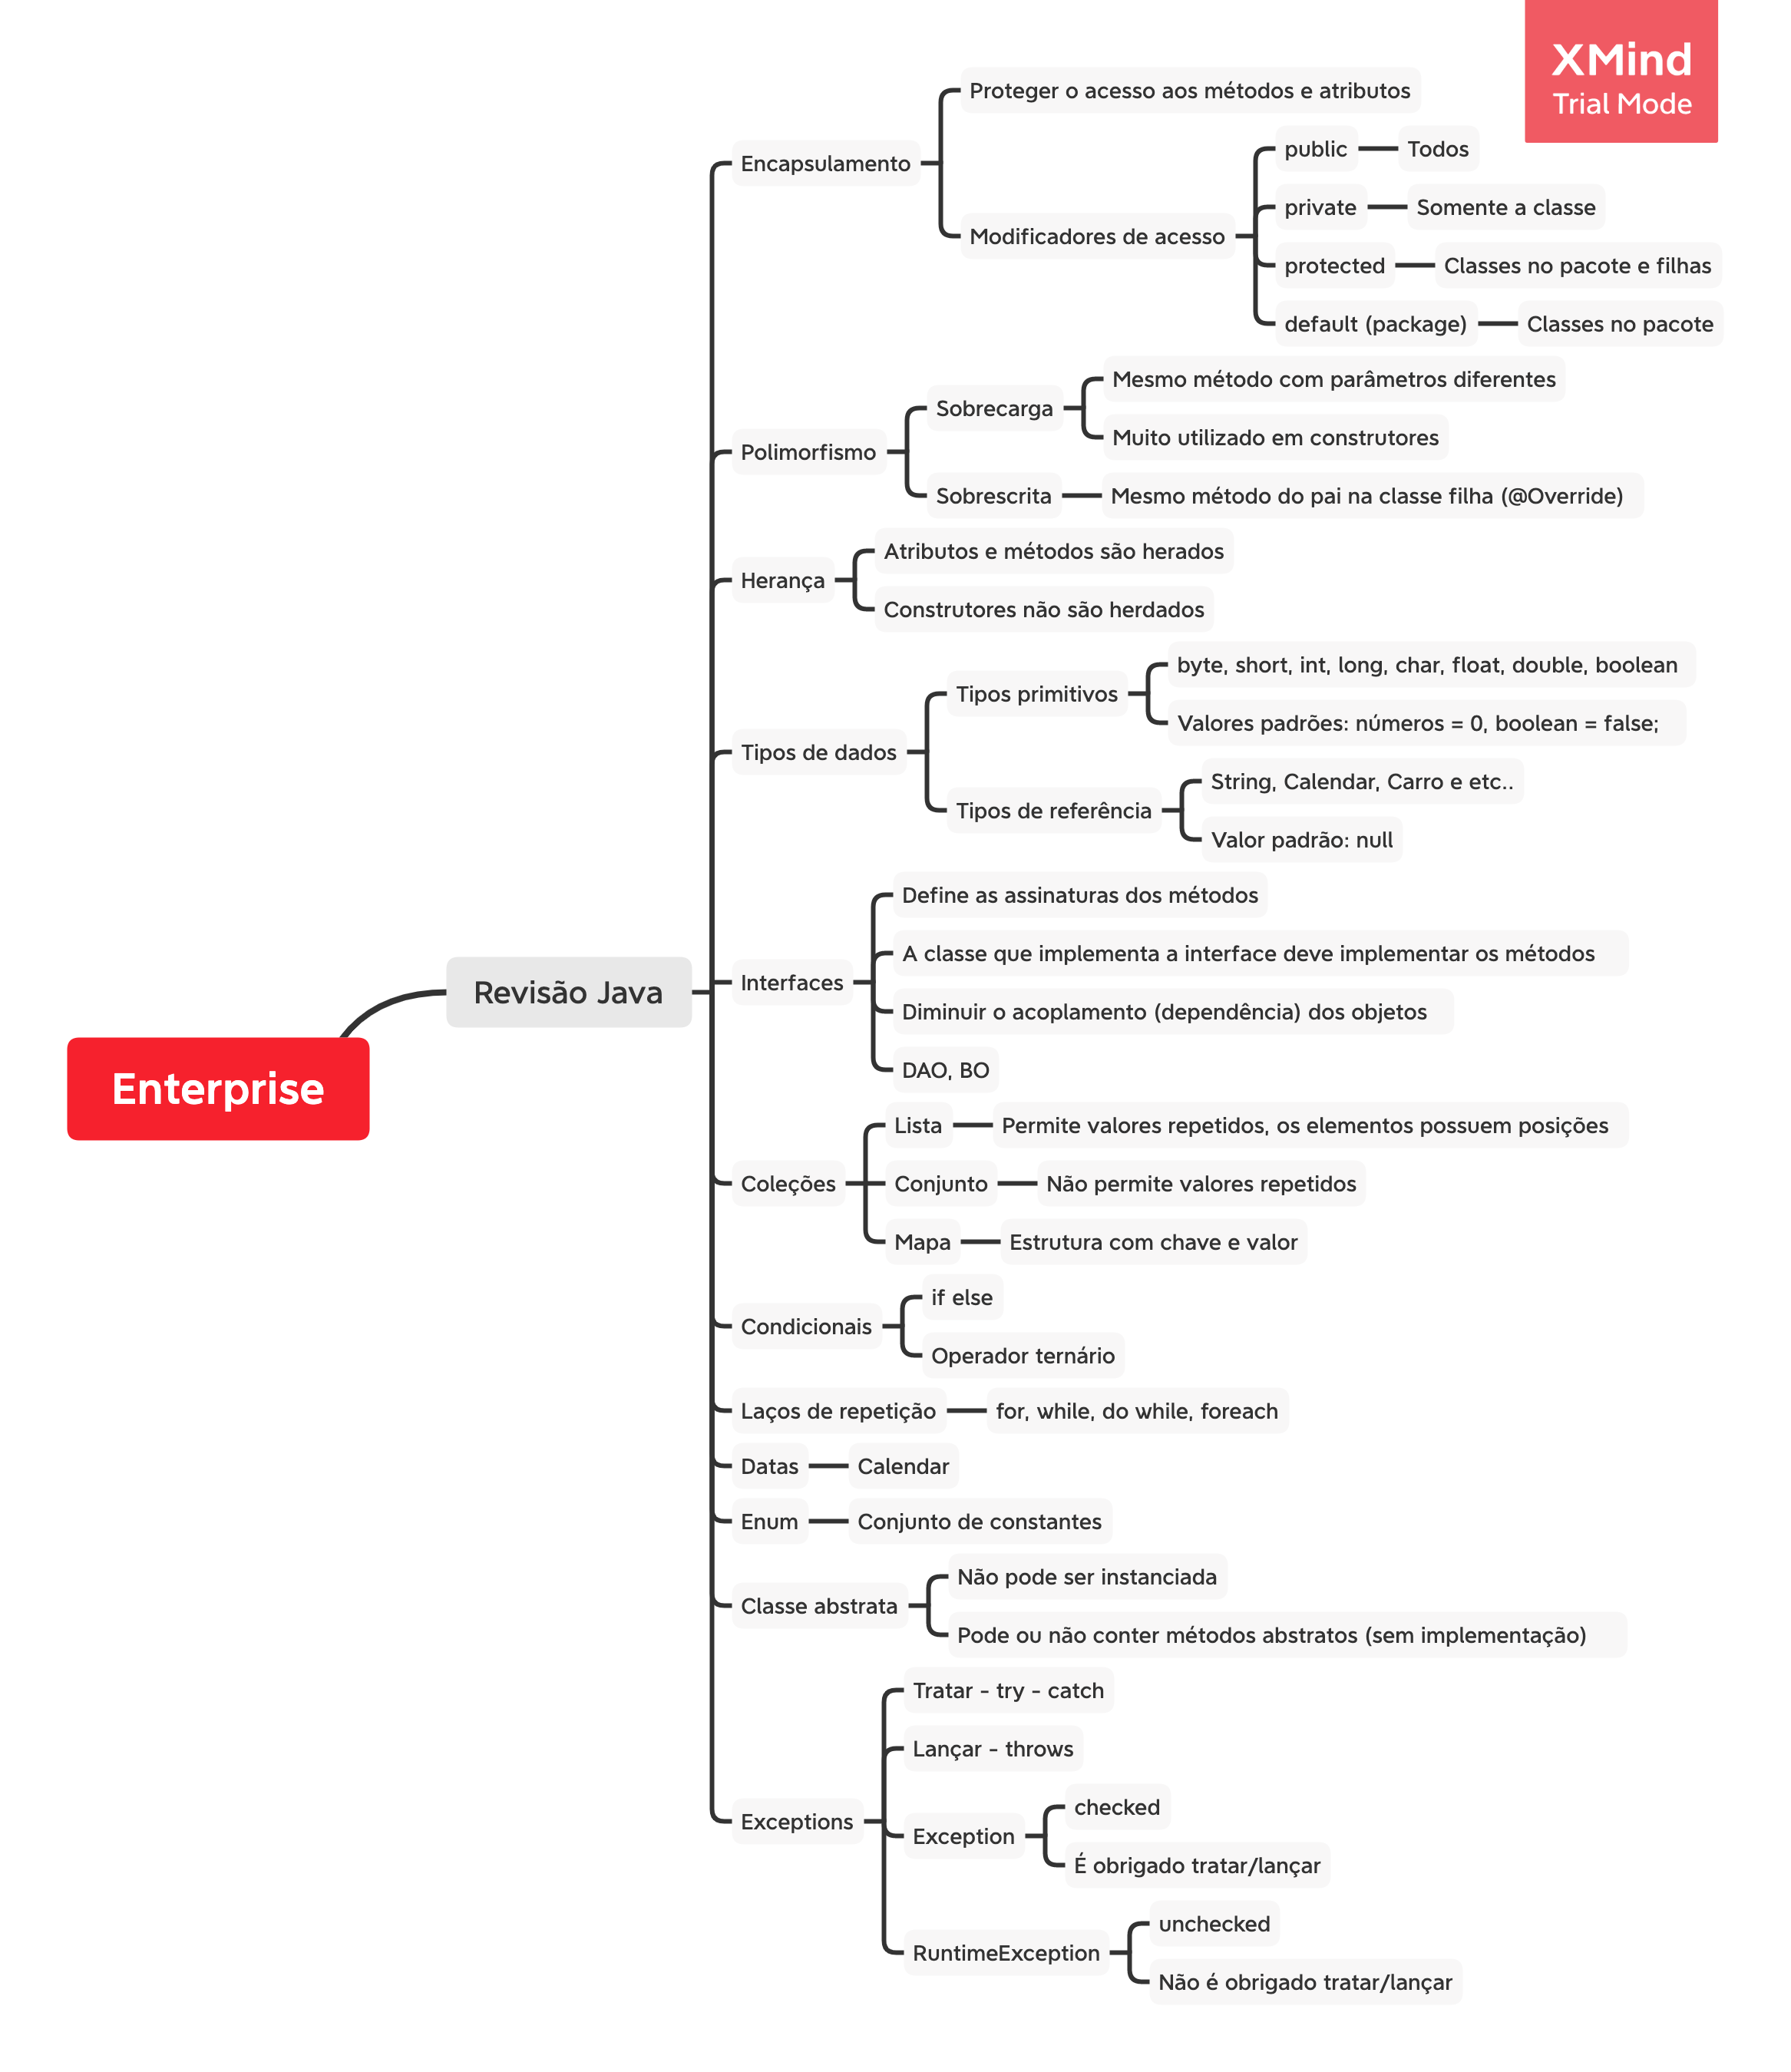 XMind
Trial Mode
Enterprise
Revisão Java
Encapsulamento
Proteger o acesso aos métodos e atributos
Modificadores de acesso
public
Todos
private
Somente a classe
protected
Classes no pacote e filhas
default (package)
Classes no pacote
Polimorfismo
Sobrecarga
Mesmo método com parâmetros diferentes
Muito utilizado em construtores
Sobrescrita
Mesmo método do pai na classe filha (@Override)
Herança
Atributos e métodos são herados
Construtores não são herdados
Tipos de dados
Tipos primitivos
byte, short, int, long, char, float, double, boolean
Valores padrões: números = 0, boolean = false;
Tipos de referência
String, Calendar, Carro e etc..
Valor padrão: null
Interfaces
Define as assinaturas dos métodos
A classe que implementa a interface deve implementar os métodos
Diminuir o acoplamento (dependência) dos objetos
DAO, BO
Coleções
Lista
Permite valores repetidos, os elementos possuem posições
Conjunto
Não permite valores repetidos
Mapa
Estrutura com chave e valor
Condicionais
if else
Operador ternário
Laços de repetição
for, while, do while, foreach
Datas
Calendar
Enum
Conjunto de constantes
Classe abstrata
Não pode ser instanciada
Pode ou não conter métodos abstratos (sem implementação)
Exceptions
Tratar - try - catch
Lançar - throws
Exception
checked
É obrigado tratar/lançar
RuntimeException
unchecked
Não é obrigado tratar/lançar